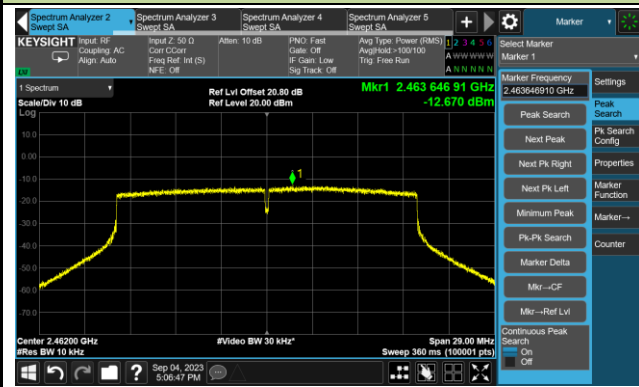 Spectrum Analyzer 2
Swept SA
Spectrum Analyzer 3
Swept SA
Spectrum Analyzer 4
Swept SA
Spectrum Analyzer 5
Swept SA
Marker
KEYSIGHT
Input: RF
Coupling: AC
Align: Auto
Input Z: 50 Ω
Corr CCorr
Freq Ref: Int (S)
NFE: Off
Atten: 10 dB
PNO: Fast
Gate: Off
IF Gain: Low
Sig Track: Off
Avg Type: Power (RMS)
Avg|Hold:>100/100
Trig: Free Run
1 2 3 4 5 6
A W W W W W
A N N N N N
LVI
Select Marker
Marker 1
1 Spectrum
Scale/Div 10 dB
Log
Ref Lvl Offset 20.80 dB
Ref Level 20.00 dBm
Mkr1 2.463 646 91 GHz
-12.670 dBm
10.0
0.00
-10.0
-20.0
-30.0
-40.0
-50.0
-60.0
-70.0
1
Center 2.46200 GHz
#Res BW 10 kHz
#Video BW 30 kHz*
Span 29.00 MHz
Sweep 360 ms (100001 pts)
Marker Frequency
2.463646910 GHz
Peak Search
Next Peak
Next Pk Right
Next Pk Left
Minimum Peak
Pk-Pk Search
Marker Delta
Mkr→CF
Mkr→Ref Lvl
Continuous Peak
Search
On
Off
Settings
Peak
Search
Pk Search
Config
Properties
Marker
Function
Marker→
Counter
?
Sep 04, 2023
5:06:47 PM